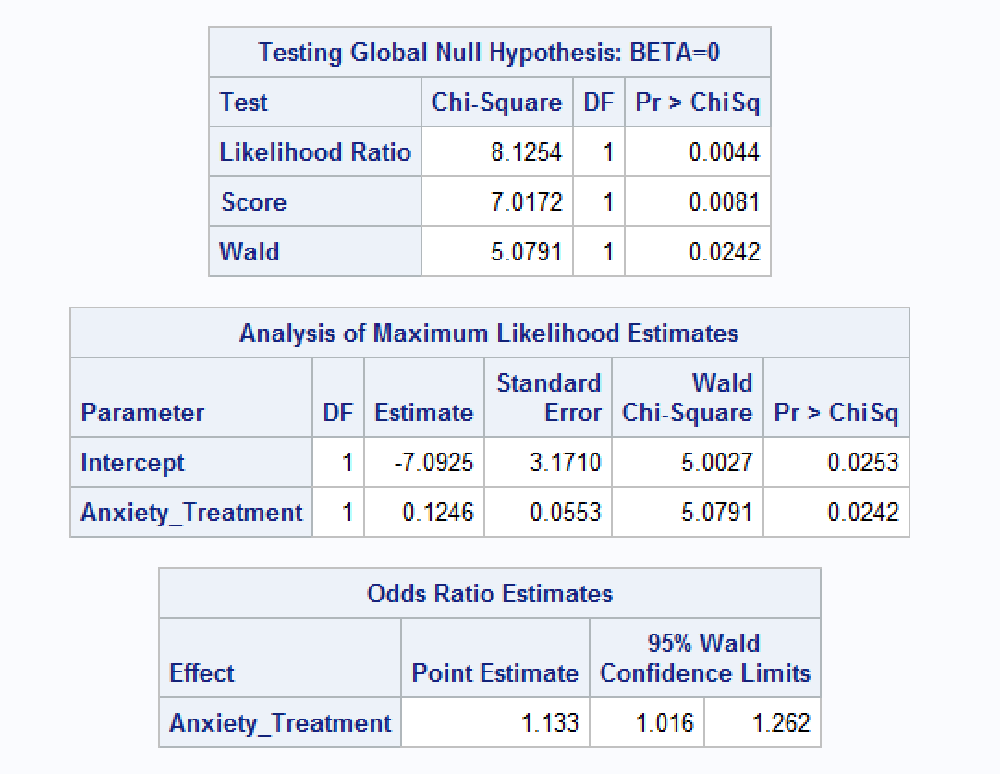 Testing Global Null Hypothesis: BETA=0
Test Chi-Square DF Pr > ChiSq
Likelihood Ratio 8.1254 1 0.0044
Score 7.0172 1 0.0081
Wald 5.0791 1 0.0242
Analysis of Maximum Likelihood Estimates
Parameter DF Estimate Standard Error Wald Chi-Square Pr > ChiSq
Intercept 1 -7.0925 3.1710 5.0027 0.0253
Anxiety_Treatment 1 0.1246 0.0553 5.0791 0.0242
Odds Ratio Estimates
Effect Point Estimate 95% Wald Confidence Limits
Anxiety_Treatment 1.133 1.016 1.262